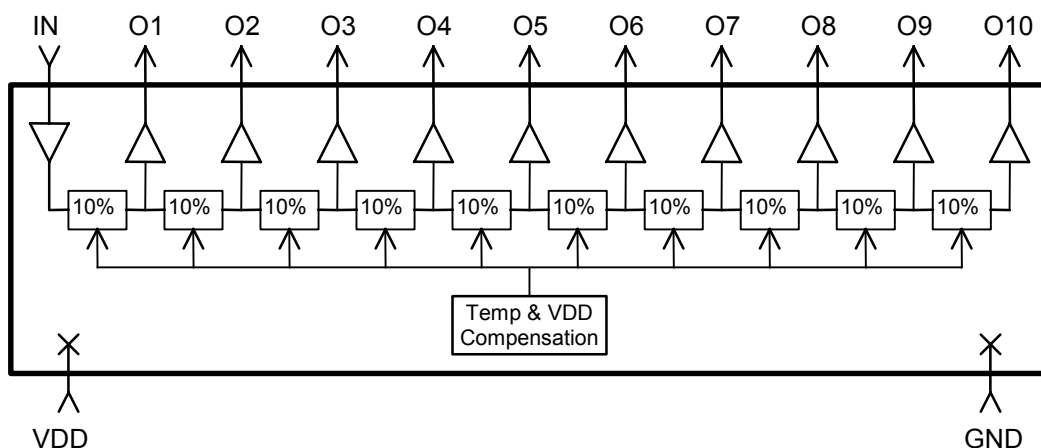 IN O1 O2 O3 O4 O5 O6 O7 O8 O9 O10
10% 10% 10% 10% 10% 10% 10% 10% 10% 10%
Temp & VDD
Compensation
VDD GND